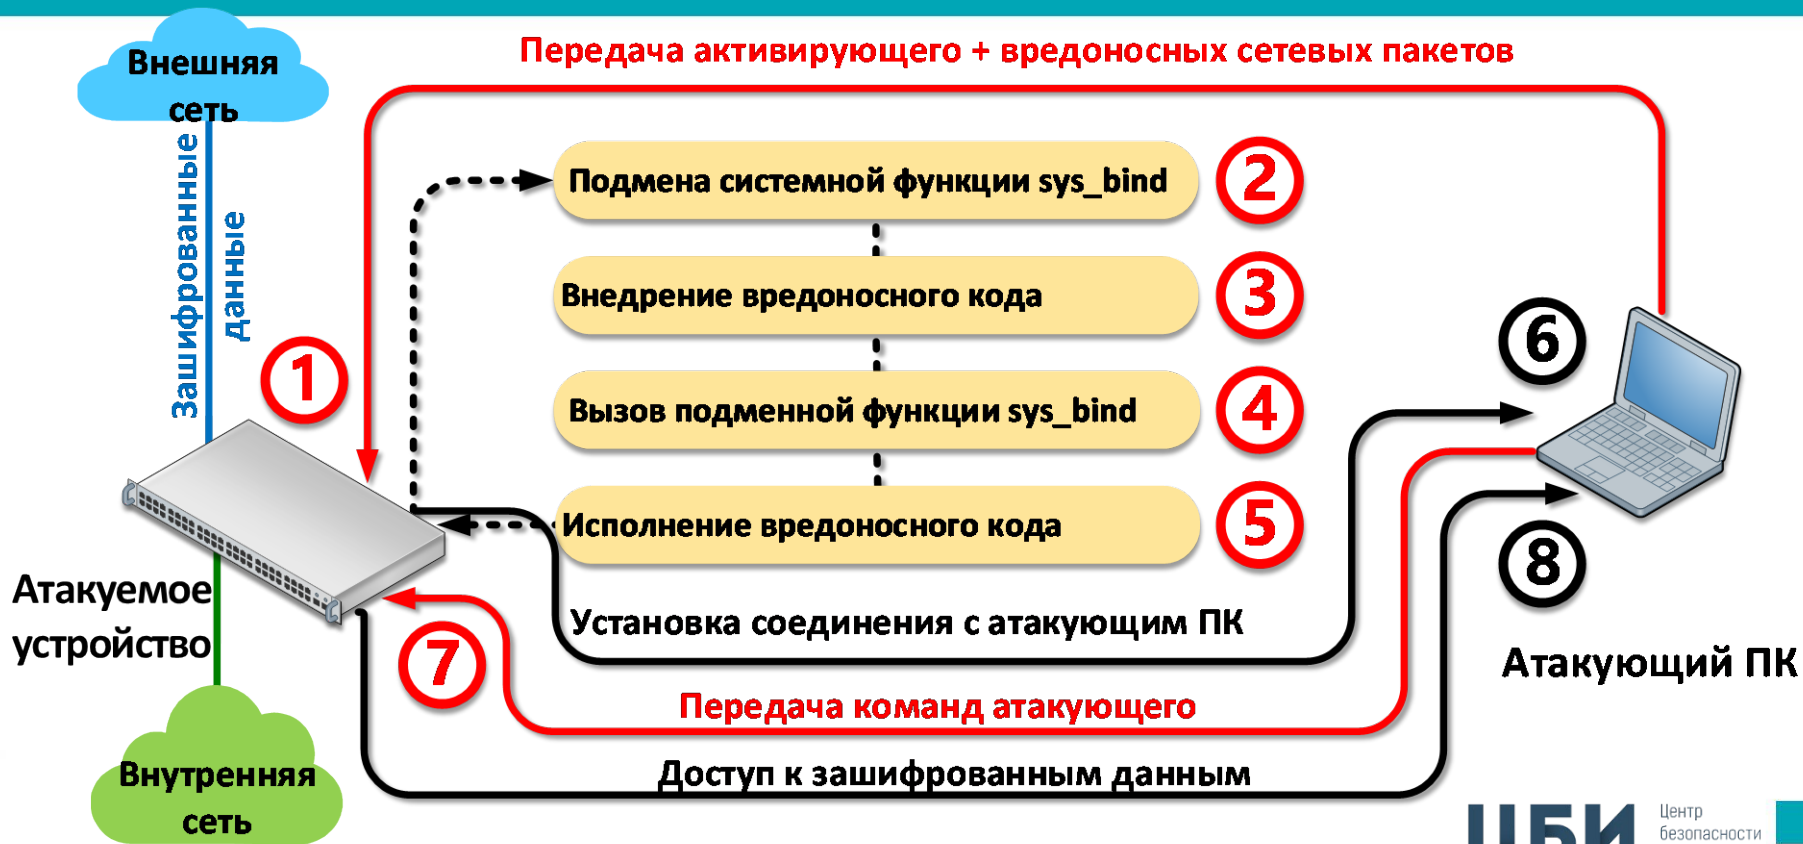 Внешняя
сеть
Передача активирующего + вредоносных сетевых пакетов
Зашифрованные
данные
1
Подмена системной функции sys_bind
2
Внедрение вредоносного кода
3
Вызов подменной функции sys_bind
4
Исполнение вредоносного кода
5
6
Атакуемое
устройство
Установка соединения с атакующим ПК
7
8
Атакующий ПК
Передача команд атакующего
Доступ к зашифрованным данным
Внутренняя
сеть
ЦБИ
Центр
безопасности